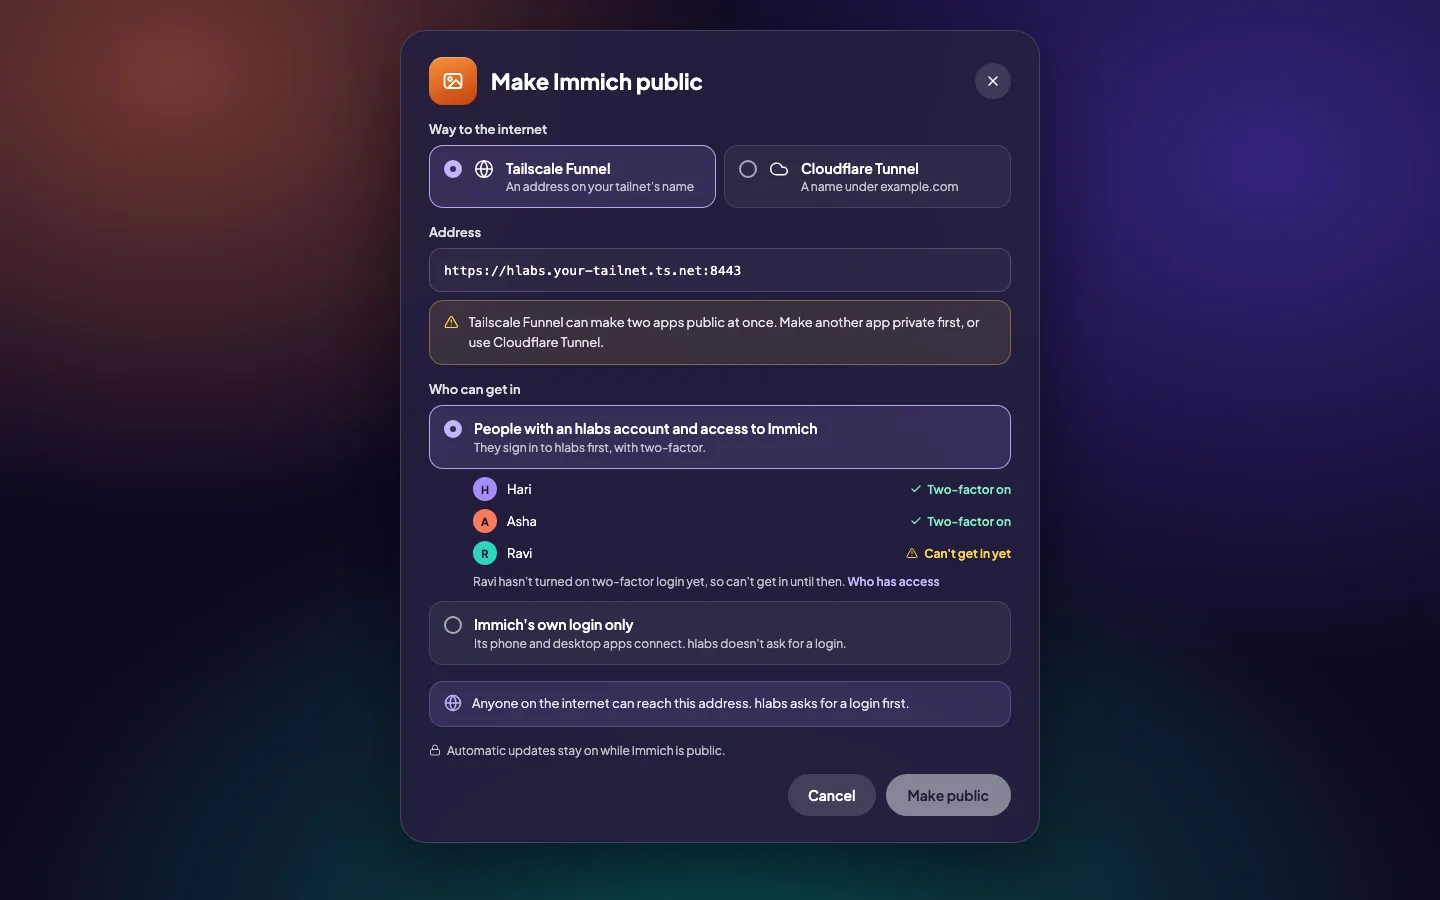 Make Immich public
Way to the internet
Tailscale Funnel
An address on your tailnet's name
Cloudflare Tunnel
A name under example.com
Address
https://hlabs.your-tailnet.ts.net:8443
Tailscale Funnel can make two apps public at once. Make another app private first, or
use Cloudflare Tunnel.
Who can get in
People with an hlabs account and access to Immich
They sign in to hlabs first, with two-factor.
H Hari Two-factor on
A Asha Two-factor on
R Ravi Can't get in yet
Ravi hasn't turned on two-factor login yet, so can't get in until then. Who has access
Immich's own login only
Its phone and desktop apps connect. hlabs doesn't ask for a login.
Anyone on the internet can reach this address. hlabs asks for a login first.
Automatic updates stay on while Immich is public.
Cancel Make public